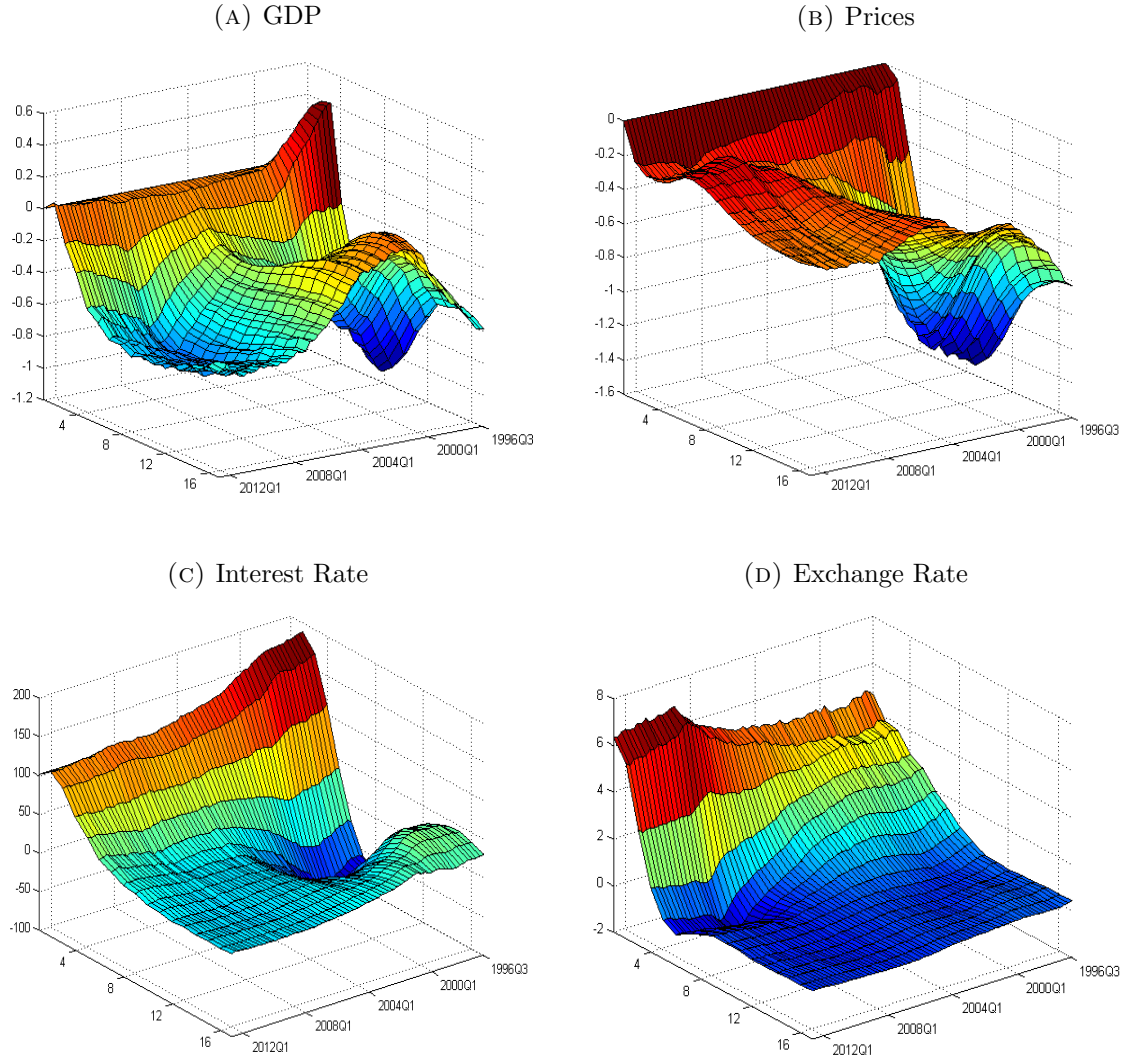 (A) GDP
0.6
0.4
0.2
0
-0.2
-0.4
-0.6
-0.8
-1
-1.2
4
8
12
16
2012Q1
2008Q1
2004Q1
2000Q1
1996Q3
(B) Prices
0
-0.2
-0.4
-0.6
-0.8
-1
-1.2
-1.4
-1.6
4
8
12
16
2012Q1
2008Q1
2004Q1
2000Q1
1996Q3
(C) Interest Rate
200
150
100
50
0
-50
-100
4
8
12
16
2012Q1
2008Q1
2004Q1
2000Q1
1996Q3
(D) Exchange Rate
8
6
4
2
0
-2
4
8
12
16
2012Q1
2008Q1
2004Q1
2000Q1
1996Q3